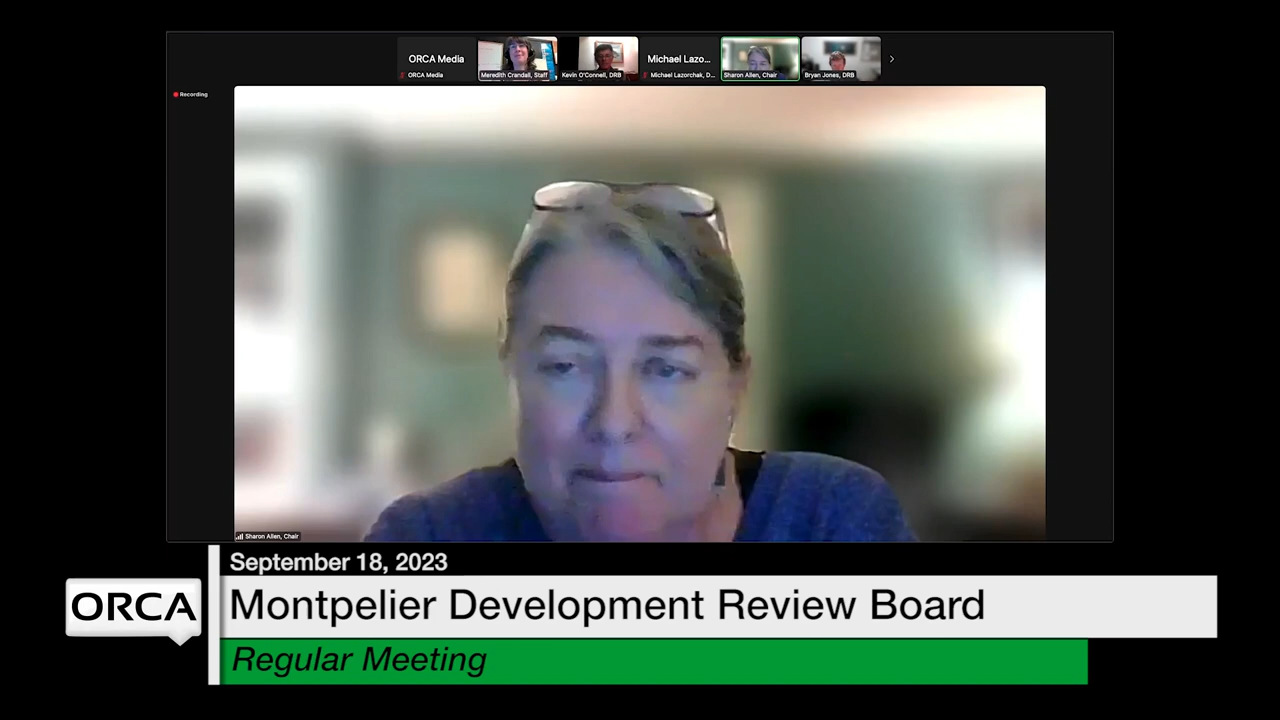 ORCA Media
Michael Lazo...
ORCA Media
Meredith Crandall, Staff
Kevin O'Connell, DRB
Michael Lazorchak, D...
Sharon Allen, Chair
Bryan Jones, DRB
Recording
Sharon Allen, Chair
September 18, 2023
ORCA
Montpelier Development Review Board
Regular Meeting